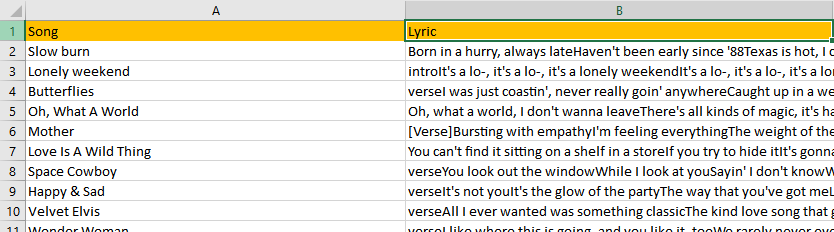 A B
1 Song Lyric
2 Slow burn Born in a hurry, always lateHaven't been early since '88Texas is hot, I
3 Lonely weekend introIt's a lo-, it's a lo-, it's a lonely weekendIt's a lo-, it's a lo-, it's a
4 Butterflies verseI was just coastin', never really goin' anywhereCaught up in a
5 Oh, What A World Oh, what a world, I don't wanna leaveThere's all kinds of magic, it's
6 Mother [Verse]Bursting with empathyI'm feeling everythingThe weight of the
7 Love Is A Wild Thing You can't find it sitting on a shelf in a storeIf you try to hide itIt's
8 Space Cowboy verseYou look out the windowWhile I look at youSayin' I don't
9 Happy & Sad verseIt's not youIt's the glow of the partyThe way that you've got
10 Velvet Elvis verseAll I ever wanted was something classicThe kind love song that
11 Wonder Woman verseI like where this is going, and you like it, tooWe rarely never